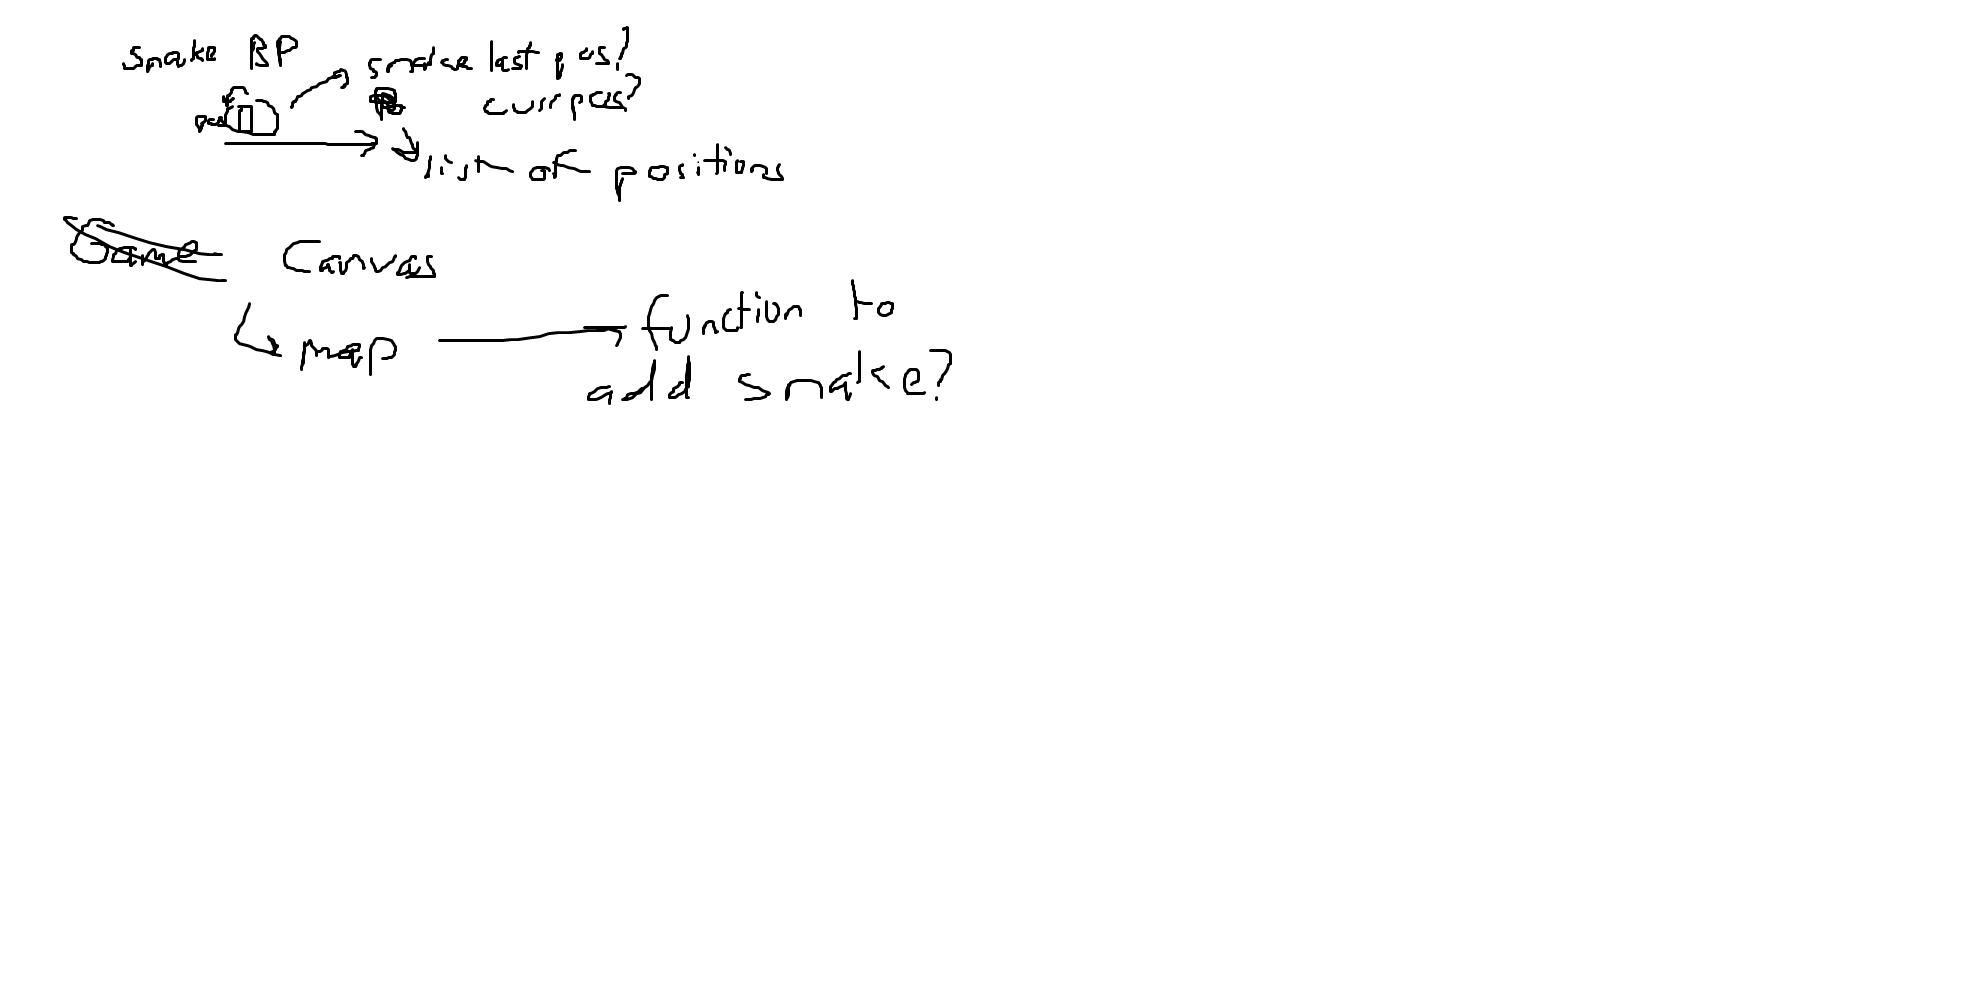 snake BP
snake last pos?
curr pos?
pos
list of positions
Game Canvas
map
function to
add snake?